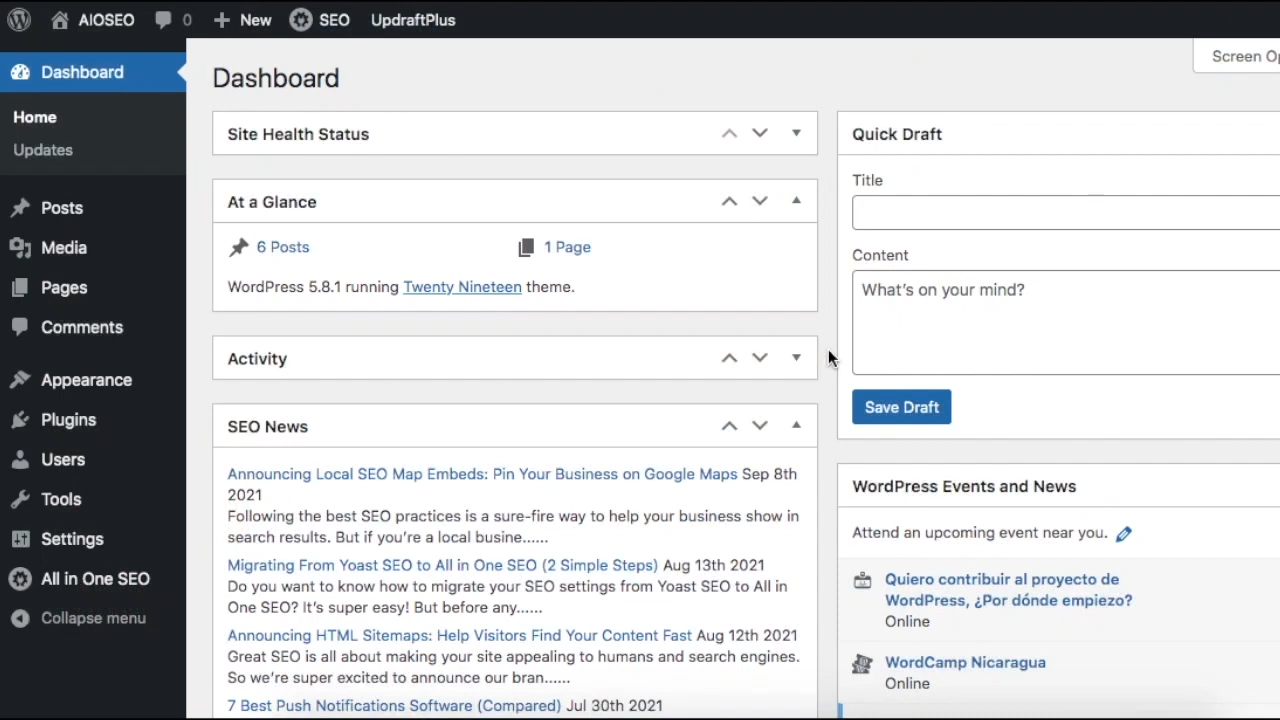 AIOSEO 0 New SEO UpdraftPlus
Dashboard
Home
Updates
Posts
Media
Pages
Comments
Appearance
Plugins
Users
Tools
Settings
All in One SEO
Collapse menu
Screen Op
Dashboard
Site Health Status
At a Glance
6 Posts 1 Page
WordPress 5.8.1 running Twenty Nineteen theme.
Activity
SEO News
Announcing Local SEO Map Embeds: Pin Your Business on Google Maps Sep 8th
2021
Following the best SEO practices is a sure-fire way to help your business show in
search results. But if you’re a local busine......
Migrating From Yoast SEO to All in One SEO (2 Simple Steps) Aug 13th 2021
Do you want to know how to migrate your SEO settings from Yoast SEO to All in
One SEO? It’s super easy! But before any......
Announcing HTML Sitemaps: Help Visitors Find Your Content Fast Aug 12th 2021
Great SEO is all about making your site appealing to humans and search engines.
So we’re super excited to announce our bran......
7 Best Push Notifications Software (Compared) Jul 30th 2021
Quick Draft
Title
Content
What’s on your mind?
Save Draft
WordPress Events and News
Attend an upcoming event near you.
Quiero contribuir al proyecto de
WordPress, ¿Por dónde empiezo?
Online
WordCamp Nicaragua
Online